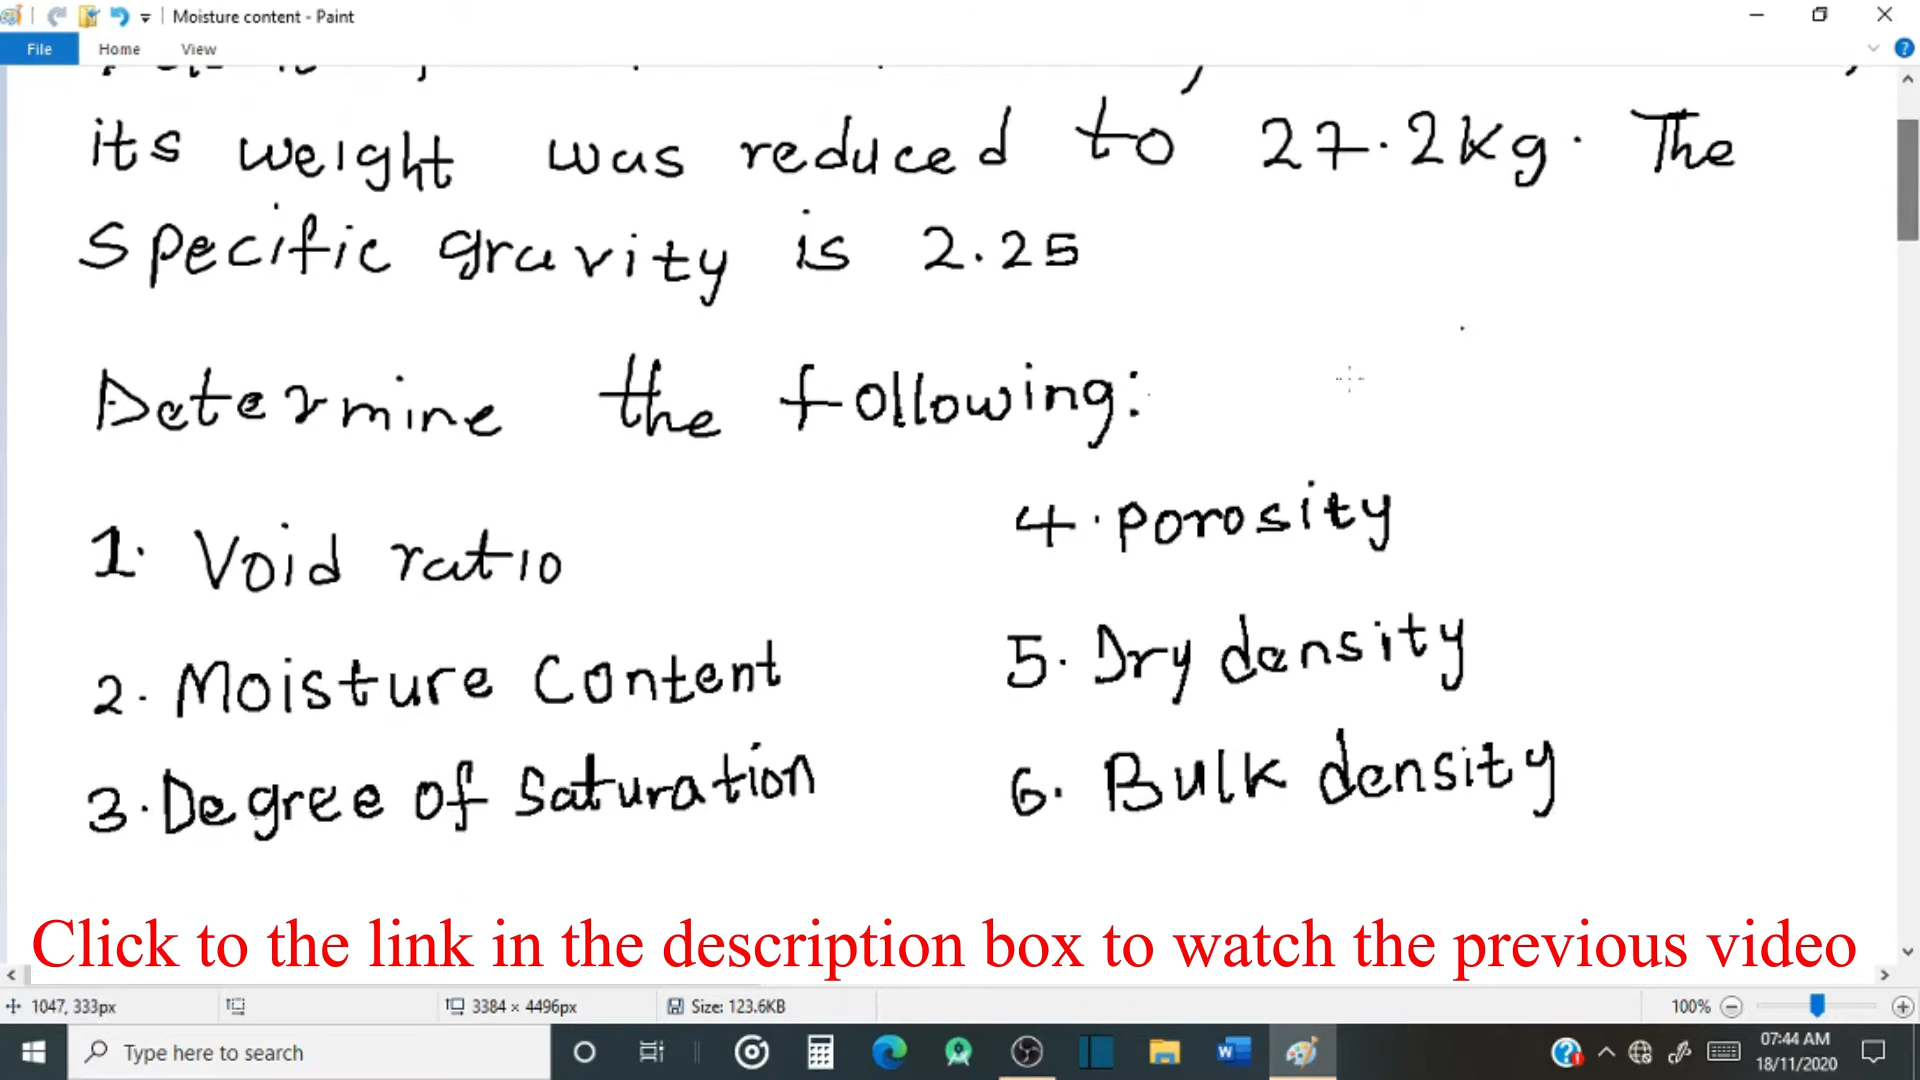 Moisture content - Paint
File Home View
its weight was reduced to 27.2kg. The
specific gravity is 2.25
Determine the following:
1. Void ratio
2. Moisture Content
3. Degree of Saturation
4. porosity
5. Dry density
6. Bulk density
Click to the link in the description box to watch the previous video
1047, 333px 3384 × 4496px Size: 123.6KB 100%
Type here to search
07:44 AM
18/11/2020